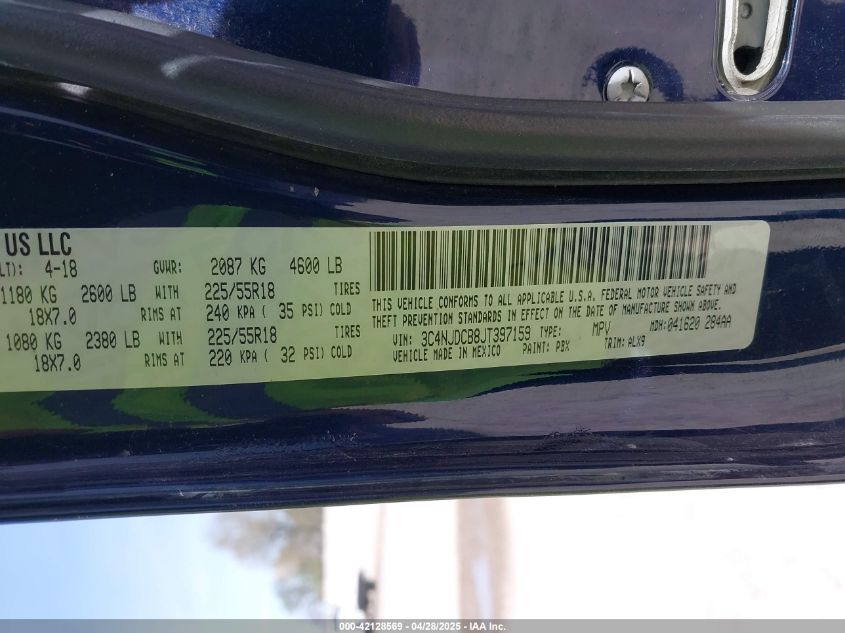 US LLC
LT): 4-18 GVWR: 2087 KG 4600 LB
1180 KG 2600 LB WITH 225/55R18 TIRES
18X7.0 RIMS AT 240 KPA ( 35 PSI) COLD
1080 KG 2380 LB WITH 225/55R18 TIRES
18X7.0 RIMS AT 220 KPA ( 32 PSI) COLD
THIS VEHICLE CONFORMS TO ALL APPLICABLE U.S.A. FEDERAL MOTOR VEHICLE SAFETY AND
THEFT PREVENTION STANDARDS IN EFFECT ON THE DATE OF MANUFACTURE SHOWN ABOVE.
VIN: 3C4NJDCB8JT397159 TYPE: MPV MDH: 041620 284AA
VEHICLE MADE IN MEXICO PAINT: PBX TRIM: ALX9
000-42128569 | 04/28/2025 - IAA, Inc.